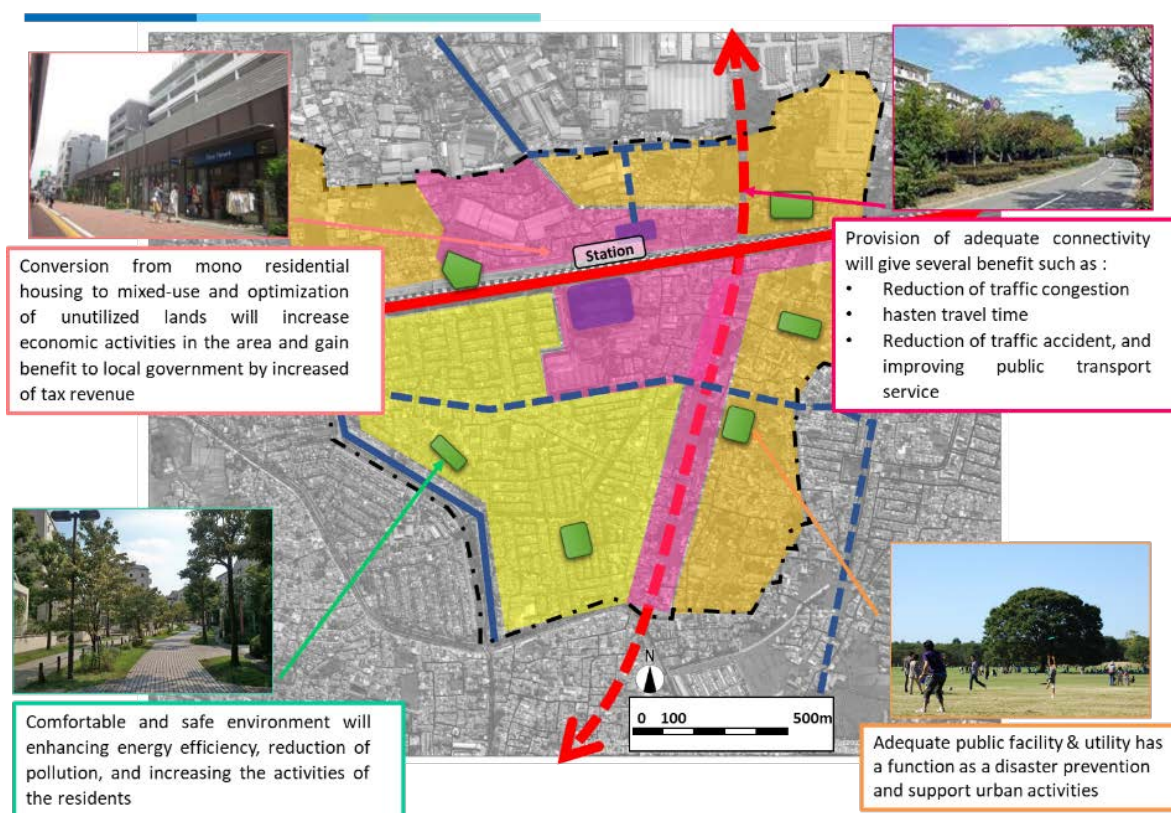 Conversion from mono residential
housing to mixed-use and optimization
of unutilized lands will increase
economic activities in the area and gain
benefit to local government by increased
of tax revenue
Station
Provision of adequate connectivity
will give several benefit such as :
• Reduction of traffic congestion
• hasten travel time
• Reduction of traffic accident, and
improving public transport
service
N
0 100 500m
Comfortable and safe environment will
enhancing energy efficiency, reduction of
pollution, and increasing the activities of
the residents
Adequate public facility & utility has
a function as a disaster prevention
and support urban activities